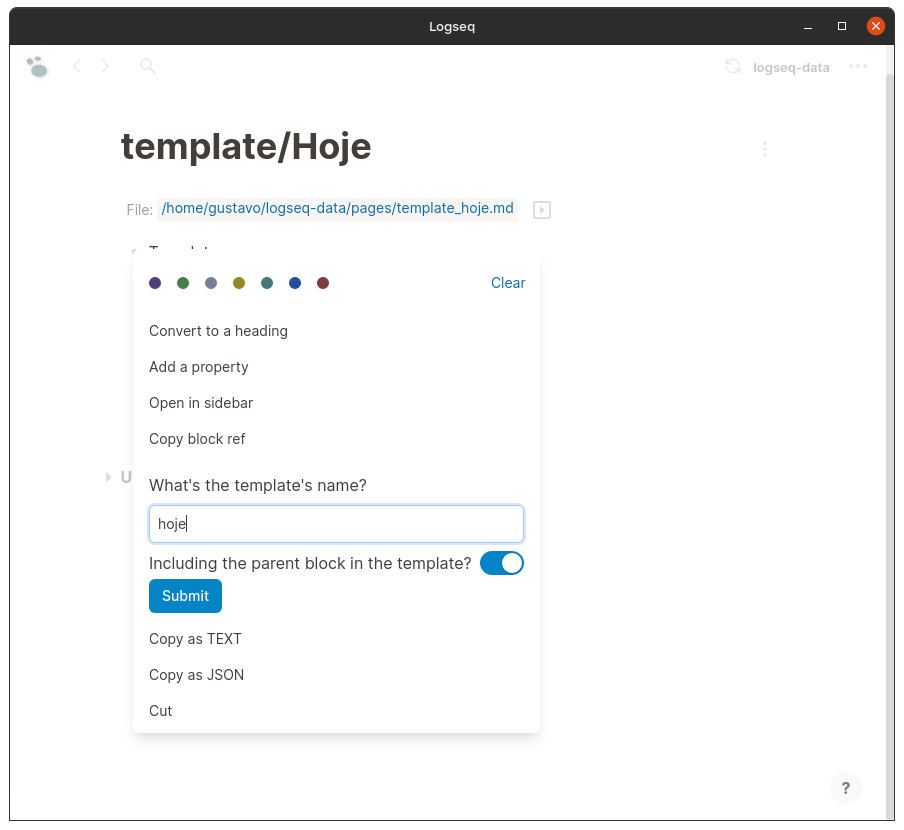 Logseq
logseq-data
template/Hoje
File: /home/gustavo/logseq-data/pages/template_hoje.md
Clear
Convert to a heading
Add a property
Open in sidebar
Copy block ref
What's the template's name?
hoje
Including the parent block in the template?
Submit
Copy as TEXT
Copy as JSON
Cut
?